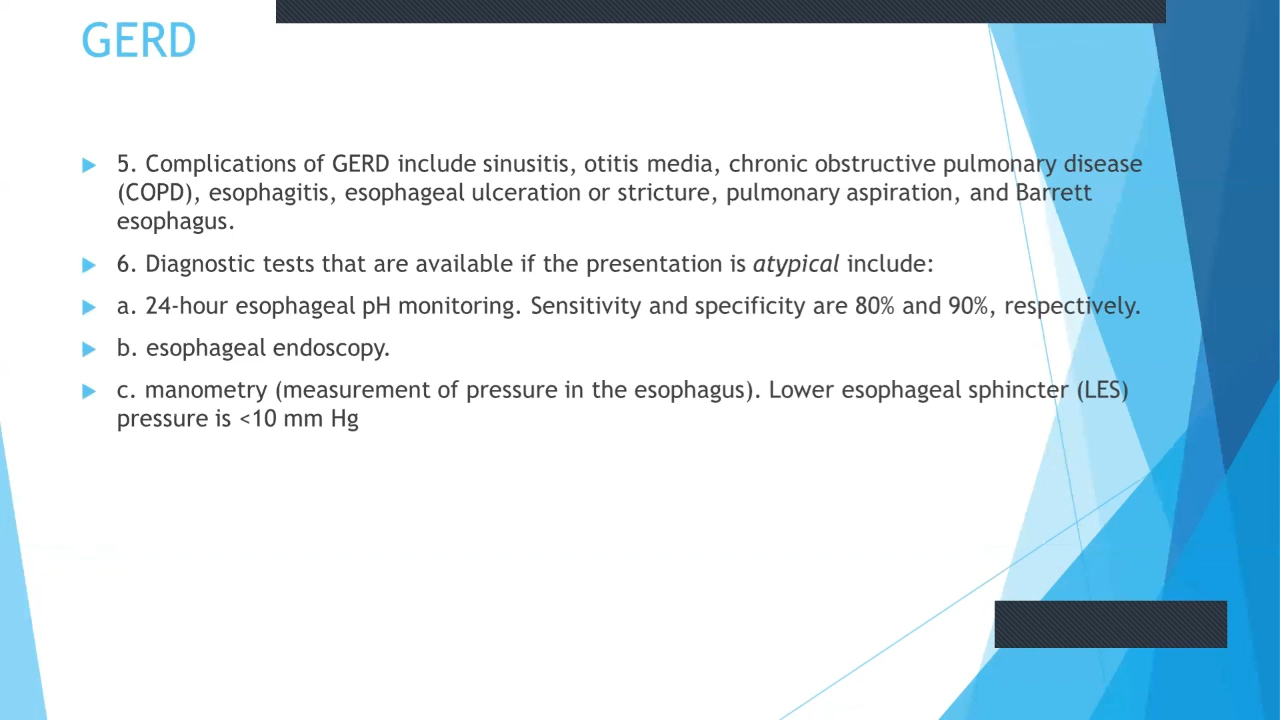 GERD
5. Complications of GERD include sinusitis, otitis media, chronic obstructive pulmonary disease
(COPD), esophagitis, esophageal ulceration or stricture, pulmonary aspiration, and Barrett
esophagus.
6. Diagnostic tests that are available if the presentation is atypical include:
a. 24-hour esophageal pH monitoring. Sensitivity and specificity are 80% and 90%, respectively.
b. esophageal endoscopy.
c. manometry (measurement of pressure in the esophagus). Lower esophageal sphincter (LES)
pressure is <10 mm Hg